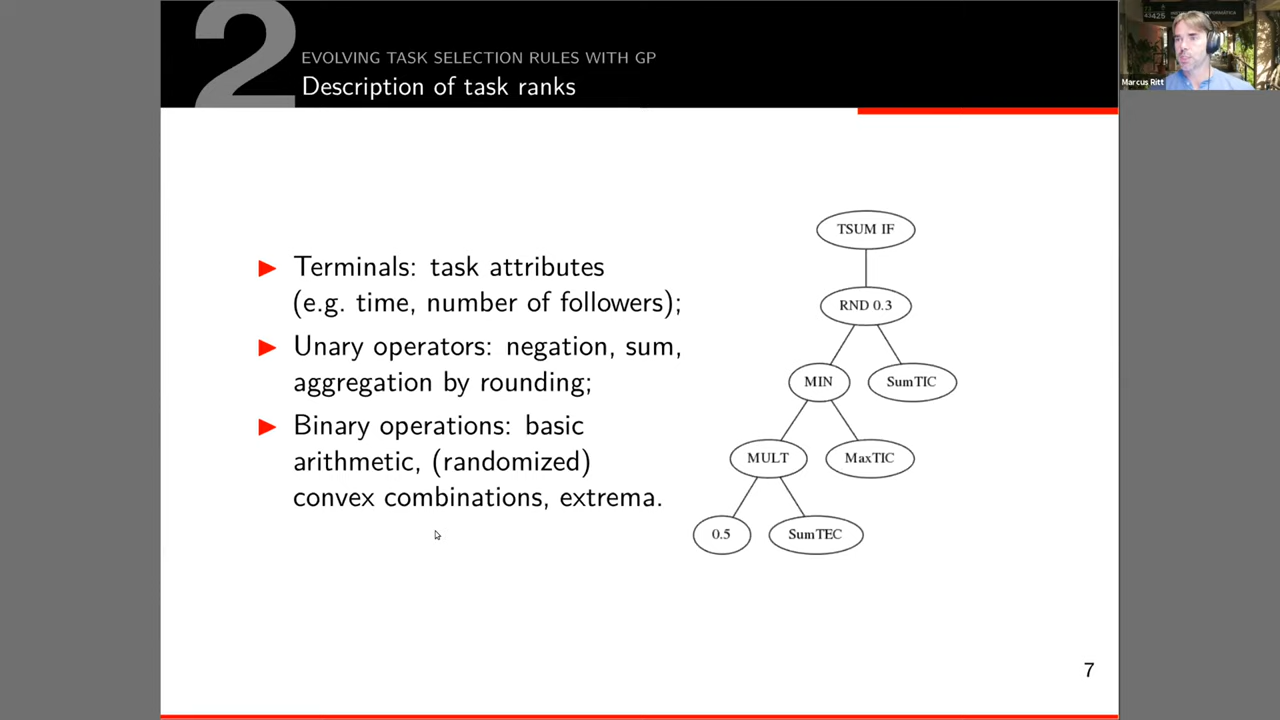 2
EVOLVING TASK SELECTION RULES WITH GP
Description of task ranks
Marcus Ritt
Terminals: task attributes
(e.g. time, number of followers);
Unary operators: negation, sum,
aggregation by rounding;
Binary operations: basic
arithmetic, (randomized)
convex combinations, extrema.
TSUM IF
RND 0.3
MIN
SumTIC
MULT
MaxTIC
0.5
SumTEC
7